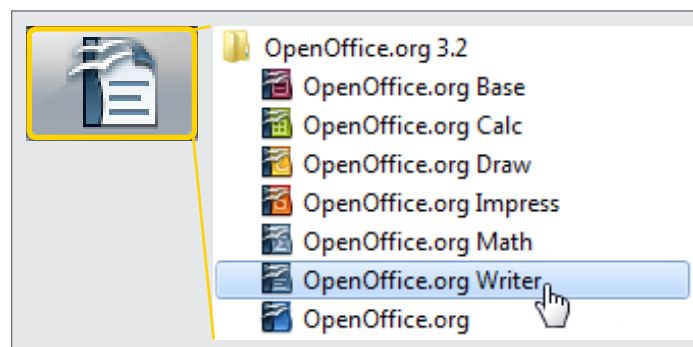 OpenOffice.org 3.2
OpenOffice.org Base
OpenOffice.org Calc
OpenOffice.org Draw
OpenOffice.org Impress
OpenOffice.org Math
OpenOffice.org Writer
OpenOffice.org